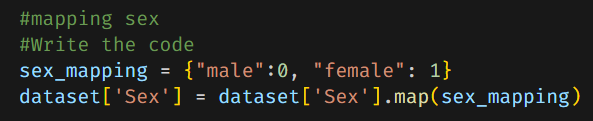 #mapping sex
#Write the code
sex_mapping = {"male":0, "female": 1}
dataset['Sex'] = dataset['Sex'].map(sex_mapping)